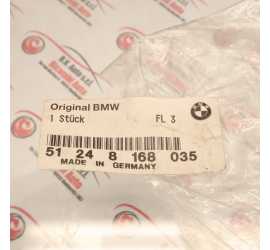 Original BMW
1 Stück FL 3
51 24 8 168 035
MADE IN GERMANY